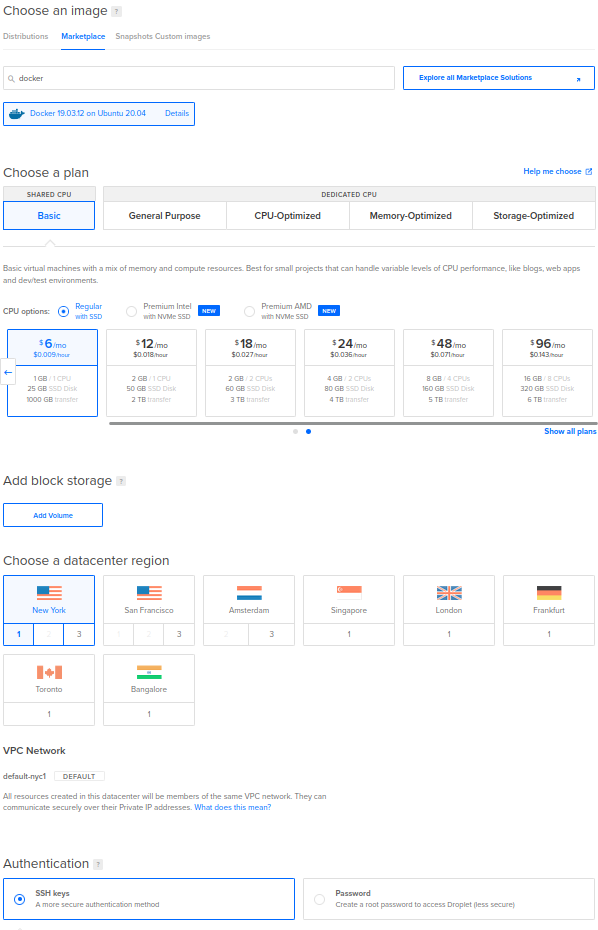 Choose an image ?
Distributions Marketplace Snapshots Custom images
docker
Explore all Marketplace Solutions
Docker 19.03.12 on Ubuntu 20.04 Details
Choose a plan
Help me choose
SHARED CPU
DEDICATED CPU
Basic
General Purpose
CPU-Optimized
Memory-Optimized
Storage-Optimized
Basic virtual machines with a mix of memory and compute resources. Best for small projects that can handle variable levels of CPU performance, like blogs, web apps
and dev/test environments.
CPU options:
Regular
with SSD
Premium Intel
with NVMe SSD
NEW
Premium AMD
with NVMe SSD
NEW
$ 6/mo
$0.009/hour
1 GB / 1 CPU
25 GB SSD Disk
1000 GB transfer
$ 12/mo
$0.018/hour
2 GB / 1 CPU
50 GB SSD Disk
2 TB transfer
$ 18/mo
$0.027/hour
2 GB / 2 CPUs
60 GB SSD Disk
3 TB transfer
$ 24/mo
$0.036/hour
4 GB / 2 CPUs
80 GB SSD Disk
4 TB transfer
$ 48/mo
$0.071/hour
8 GB / 4 CPUs
160 GB SSD Disk
5 TB transfer
$ 96/mo
$0.143/hour
16 GB / 8 CPUs
320 GB SSD Disk
6 TB transfer
Show all plans
Add block storage ?
Add Volume
Choose a datacenter region
New York
1 2 3
San Francisco
1 2 3
Amsterdam
2 3
Singapore
1
London
1
Frankfurt
1
Toronto
1
Bangalore
1
VPC Network
default-nyc1 DEFAULT
All resources created in this datacenter will be members of the same VPC network. They can
communicate securely over their Private IP addresses. What does this mean?
Authentication ?
SSH keys
A more secure authentication method
Password
Create a root password to access Droplet (less secure)